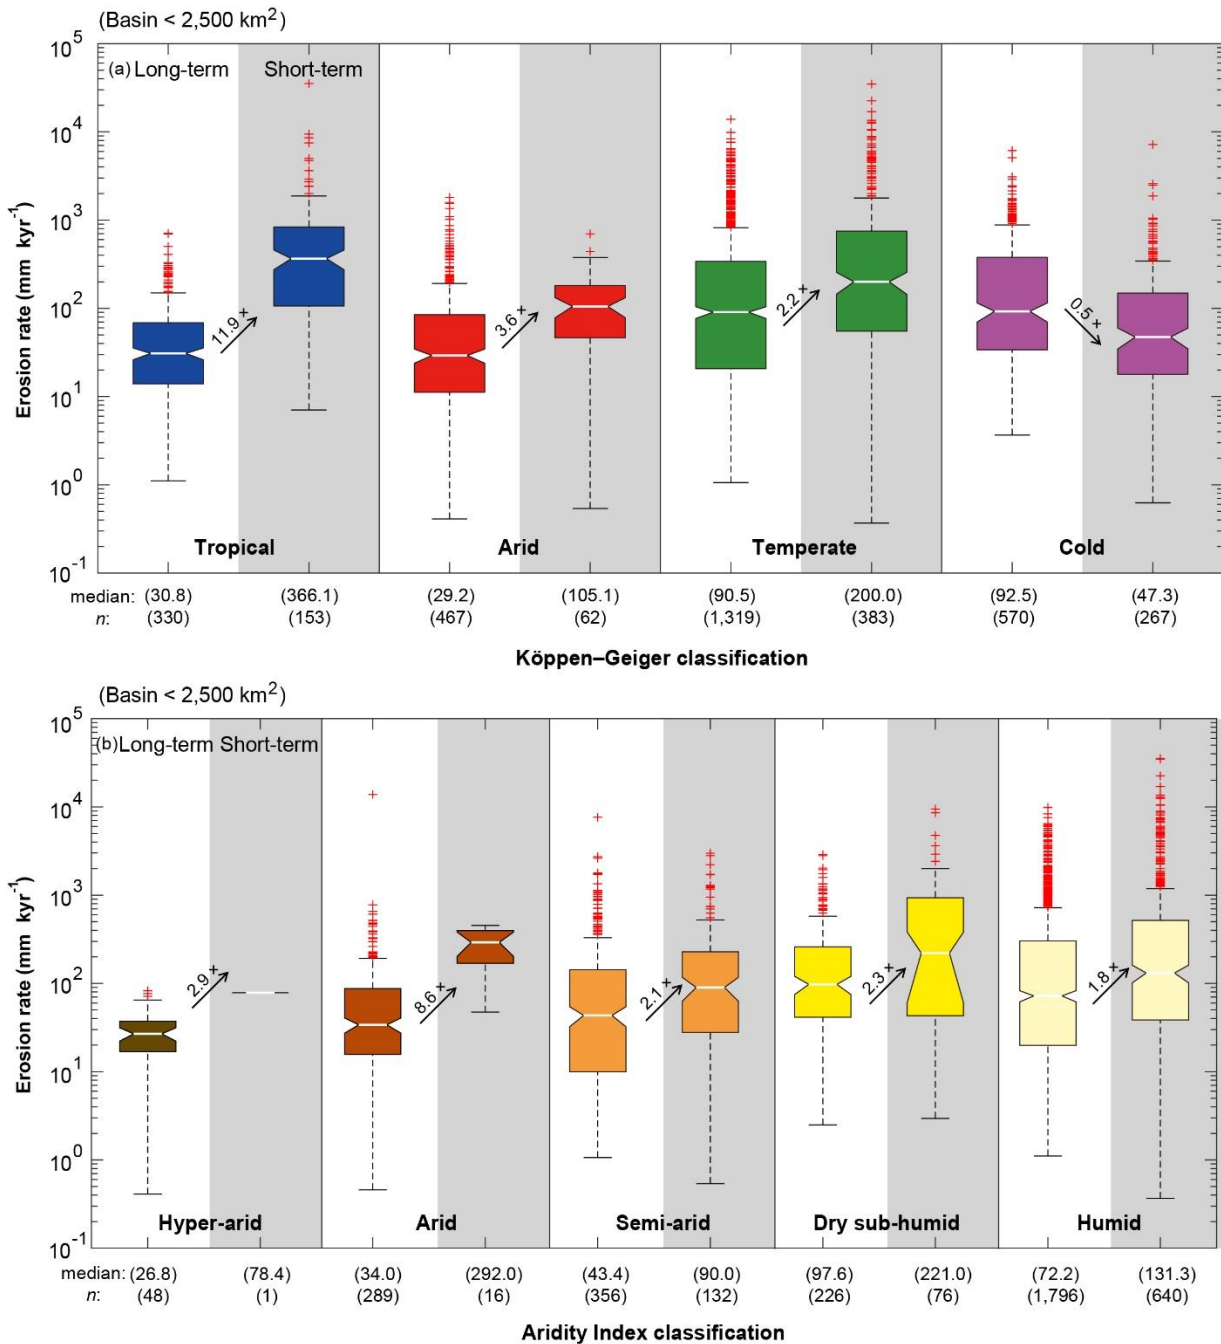 (Basin < 2,500 km²)
10⁵
(a) Long-term Short-term
10⁴
10³
10²
10¹
10⁰
10⁻¹
Erosion rate (mm kyr⁻¹)
11.9 ×
3.6 ×
2.2 ×
0.5 ×
Tropical Arid Temperate Cold
median: (30.8) (366.1) (29.2) (105.1) (90.5) (200.0) (92.5) (47.3)
n: (330) (153) (467) (62) (1,319) (383) (570) (267)
Köppen–Geiger classification
(Basin < 2,500 km²)
10⁵
(b) Long-term Short-term
10⁴
10³
10²
10¹
10⁰
10⁻¹
Erosion rate (mm kyr⁻¹)
2.9 ×
8.6 ×
2.1 ×
2.3 ×
1.8 ×
Hyper-arid Arid Semi-arid Dry sub-humid Humid
median: (26.8) (78.4) (34.0) (292.0) (43.4) (90.0) (97.6) (221.0) (72.2) (131.3)
n: (48) (1) (289) (16) (356) (132) (226) (76) (1,796) (640)
Aridity Index classification